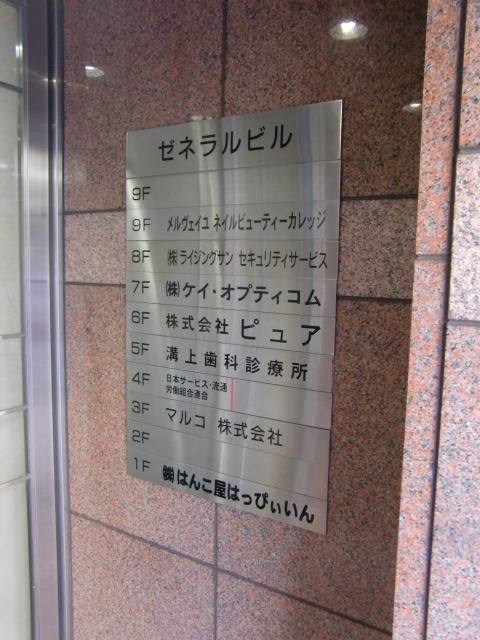 ゼネラルビル
9F
9F メルヴェイユ ネイルビューティーカレッジ
8F ㈱ライジングサン セキュリティサービス
7F ㈱ケイ・オプティコム
6F 株式会社 ピュア
5F 溝上歯科診療所
4F 日本サービス・流通
労働組合連合
3F マルコ 株式会社
2F
1F ㈱はんこ屋はっぴぃいん